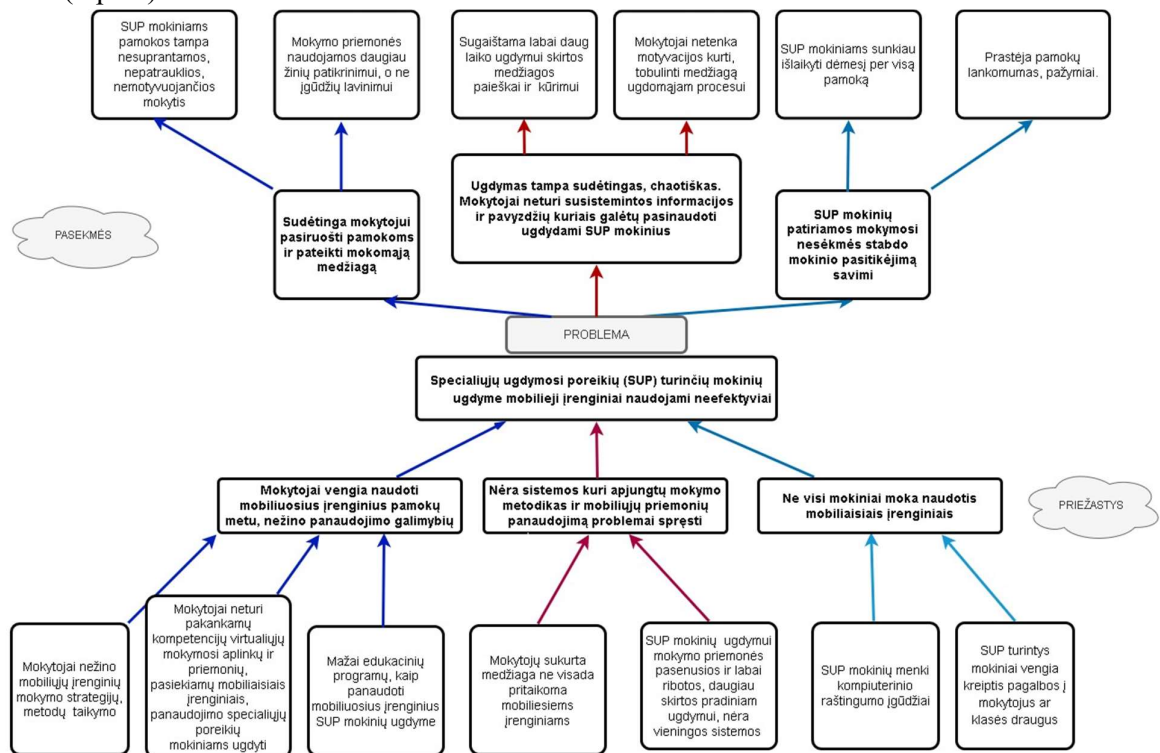 SUP mokiniams
pamokos tampa
nesuprantamos,
nepatrauklios,
nemotyvuojančios
mokytis
Mokymo priemonės
naudojamos daugiau
žinių patikrinimui, o ne
įgūdžių lavinimui
Sugaištama labai daug
laiko ugdymui skirtos
medžiagos
paieškai ir kūrimui
Mokytojai netenka
motyvacijos kurti,
tobulinti medžiagą
ugdomąjam procesui
SUP mokiniams sunkiau
išlaikyti dėmesį per visą
pamoką
Prastėja pamokų
lankomumas, pažymiai.
PASEKMĖS
Sudėtinga mokytojui
pasiruošti pamokoms
ir pateikti mokomąją
medžiagą
Ugdymas tampa sudėtingas, chaotiškas.
Mokytojai neturi susistemintos informacijos
ir pavyzdžių kuriais galėtų pasinaudoti
ugdydami SUP mokinius
SUP mokinių
patiriamos mokymosi
nesėkmės stabdo
mokinio pasitikėjimą
savimi
PROBLEMA
Specialiųjų ugdymosi poreikių (SUP) turinčių mokinių
ugdyme mobilieji įrenginiai naudojami neefektyviai
Mokytojai vengia naudoti
mobiliuosius įrenginius pamokų
metu, nežino panaudojimo galimybių
Nėra sistemos kuri apjungtų mokymo
metodikas ir mobiliųjų priemonių
panaudojimą problemai spręsti
Ne visi mokiniai moka naudotis
mobiliaisiais įrenginiais
PRIEŽASTYS
Mokytojai nežino
mobiliųjų įrenginių
mokymo strategijų,
metodų taikymo
Mokytojai neturi
pakankamų
kompetencijų virtualiųjų
mokymosi aplinkų ir
priemonių,
pasiekamų mobiliaisiais
įrenginiais,
panaudojimo specialiųjų
poreikių
mokiniams ugdyti
Mažai edukacinių
programų, kaip
panaudoti
mobiliuosius įrenginius
SUP mokinių ugdyme
Mokytojų sukurta
medžiaga ne visada
pritaikoma
mobiliesiems
įrenginiams
SUP mokinių ugdymui
mokymo priemonės
pasenusios ir labai
ribotos, daugiau
skirtos pradiniam
ugdymui, nėra
vieningos sistemos
SUP mokinių menki
kompiuterinio
raštingumo įgūdžiai
SUP turintys
mokiniai vengia
kreiptis pagalbos į
mokytojus ar
klasės draugus